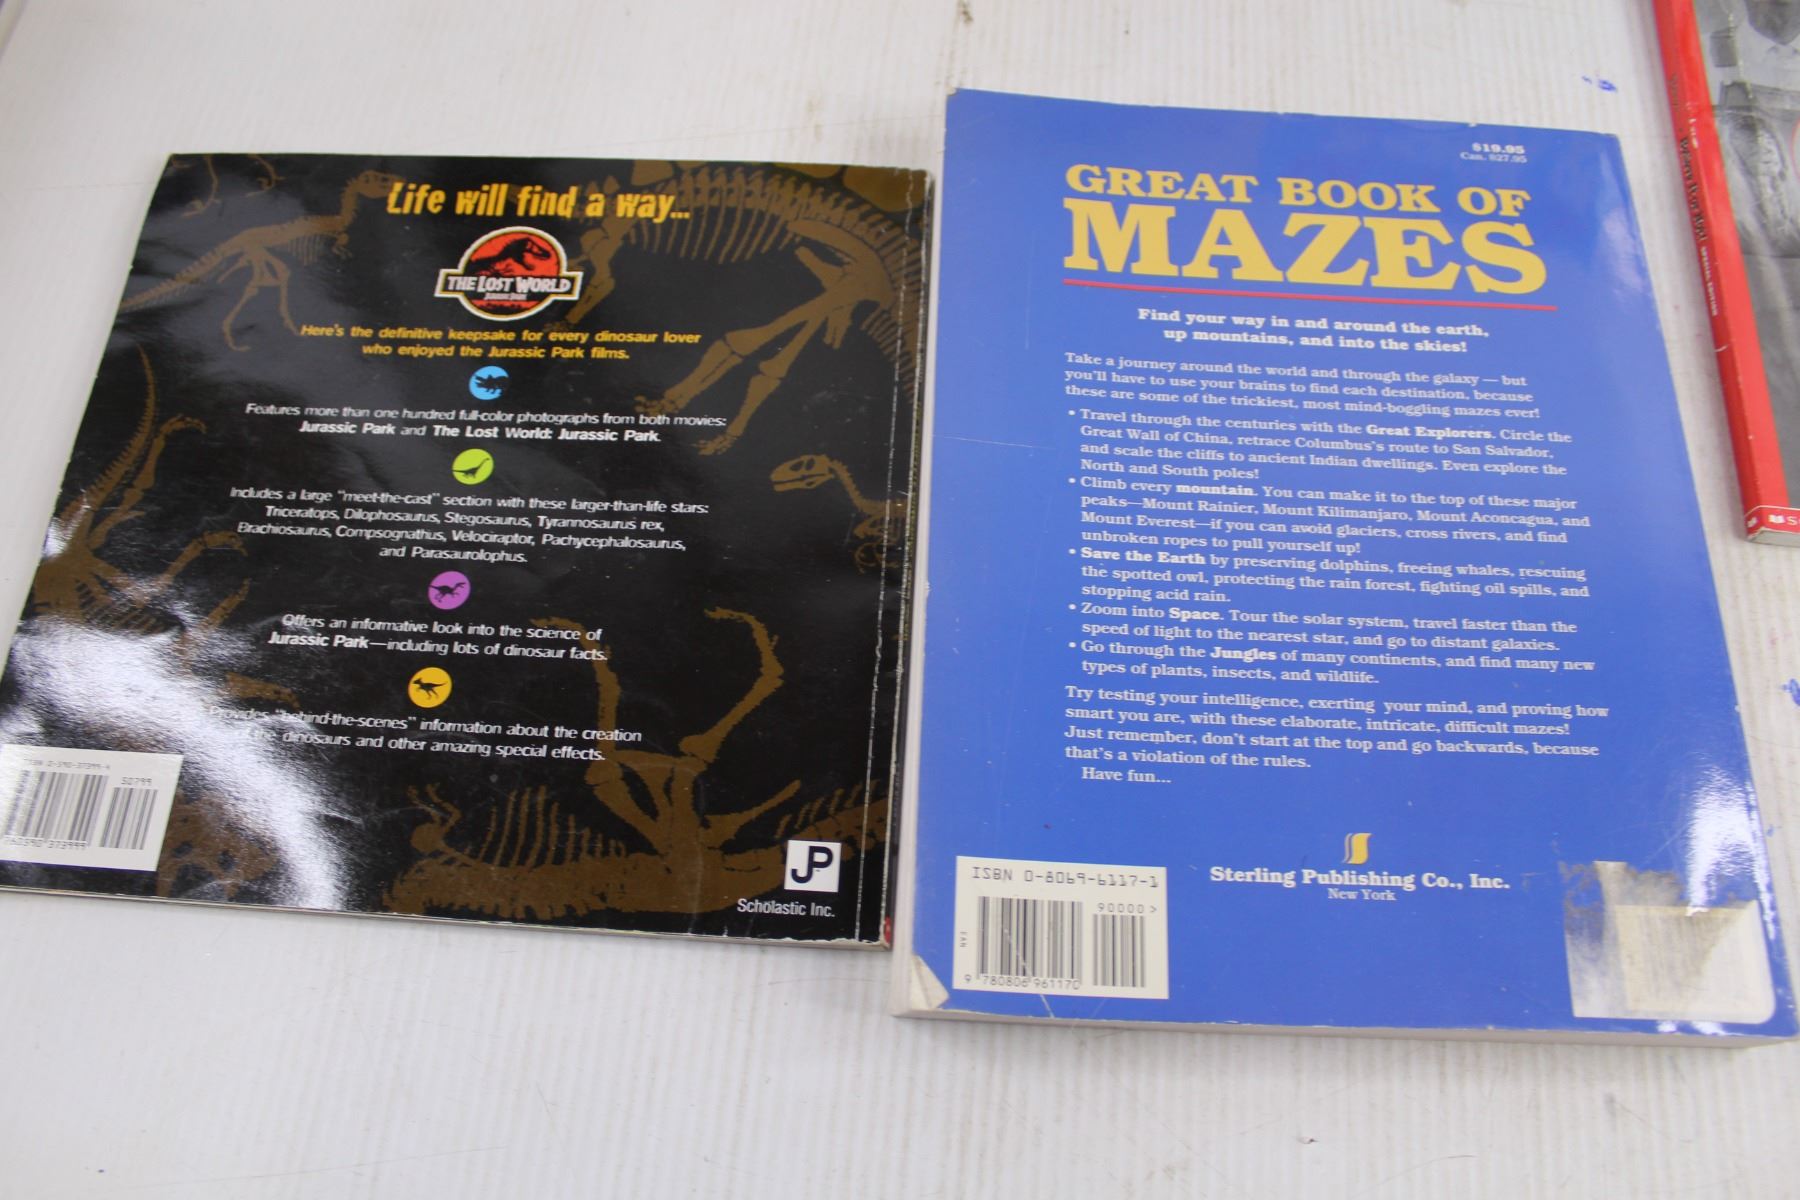 Life will find a way...
THE LOST WORLD
JURASSIC PARK
Here's the definitive keepsake for every dinosaur lover
who enjoyed the Jurassic Park films.
Features more than one hundred full-color photographs from both movies:
Jurassic Park and The Lost World: Jurassic Park.
Includes a large "meet-the-cast" section with these larger-than-life stars:
Triceratops, Dilophosaurus, Stegosaurus, Tyrannosaurus rex,
Brachiosaurus, Compsognathus, Velociraptor, Pachycephalosaurus,
and Parasaurolophus.
Offers an informative look into the science of
Jurassic Park—including lots of dinosaur facts.
Provides "behind-the-scenes" information about the creation
of the dinosaurs and other amazing special effects.
ISBN 0-590-37399-4
50799
JP
Scholastic Inc.
$19.95
Can. $27.95
GREAT BOOK OF
MAZES
Find your way in and around the earth,
up mountains, and into the skies!
Take a journey around the world and through the galaxy — but
you'll have to use your brains to find each destination, because
these are some of the trickiest, most mind-boggling mazes ever!
• Travel through the centuries with the Great Explorers. Circle the
Great Wall of China, retrace Columbus's route to San Salvador,
and scale the cliffs to ancient Indian dwellings. Even explore the
North and South poles!
• Climb every mountain. You can make it to the top of these major
peaks—Mount Rainier, Mount Kilimanjaro, Mount Aconcagua, and
Mount Everest—if you can avoid glaciers, cross rivers, and find
unbroken ropes to pull yourself up!
• Save the Earth by preserving dolphins, freeing whales, rescuing
the spotted owl, protecting the rain forest, fighting oil spills, and
stopping acid rain.
• Zoom into Space. Tour the solar system, travel faster than the
speed of light to the nearest star, and go to distant galaxies.
• Go through the Jungles of many continents, and find many new
types of plants, insects, and wildlife.
Try testing your intelligence, exerting your mind, and proving how
smart you are, with these elaborate, intricate, difficult mazes!
Just remember, don't start at the top and go backwards, because
that's a violation of the rules.
Have fun...
Sterling Publishing Co., Inc.
New York
ISBN 0-8069-6117-1
90000>
EAN
9 780806 961170
SPECIAL EDITION